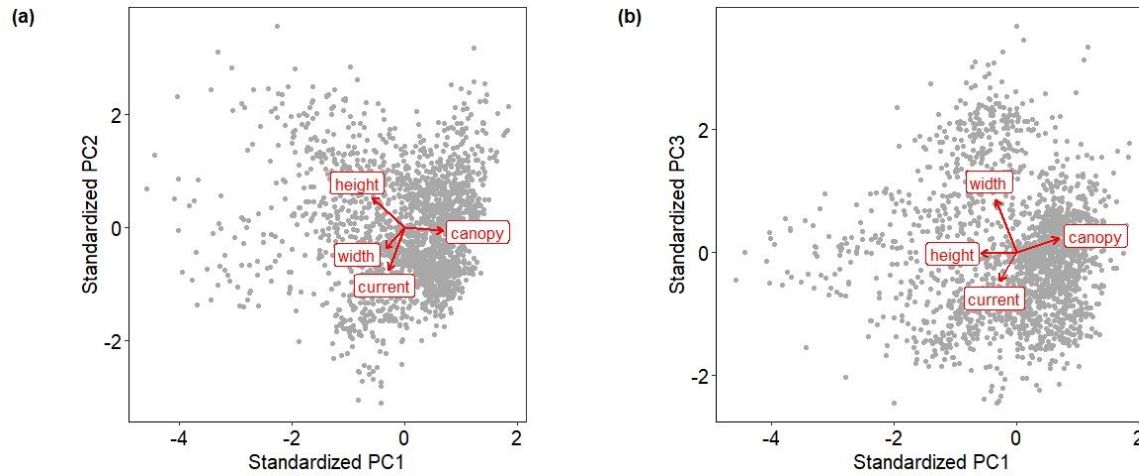 (a)
2
0
-2
Standardized PC2
height
canopy
width
current
-4
-2
0
2
Standardized PC1
(b)
2
0
-2
Standardized PC3
width
canopy
height
current
-4
-2
0
2
Standardized PC1